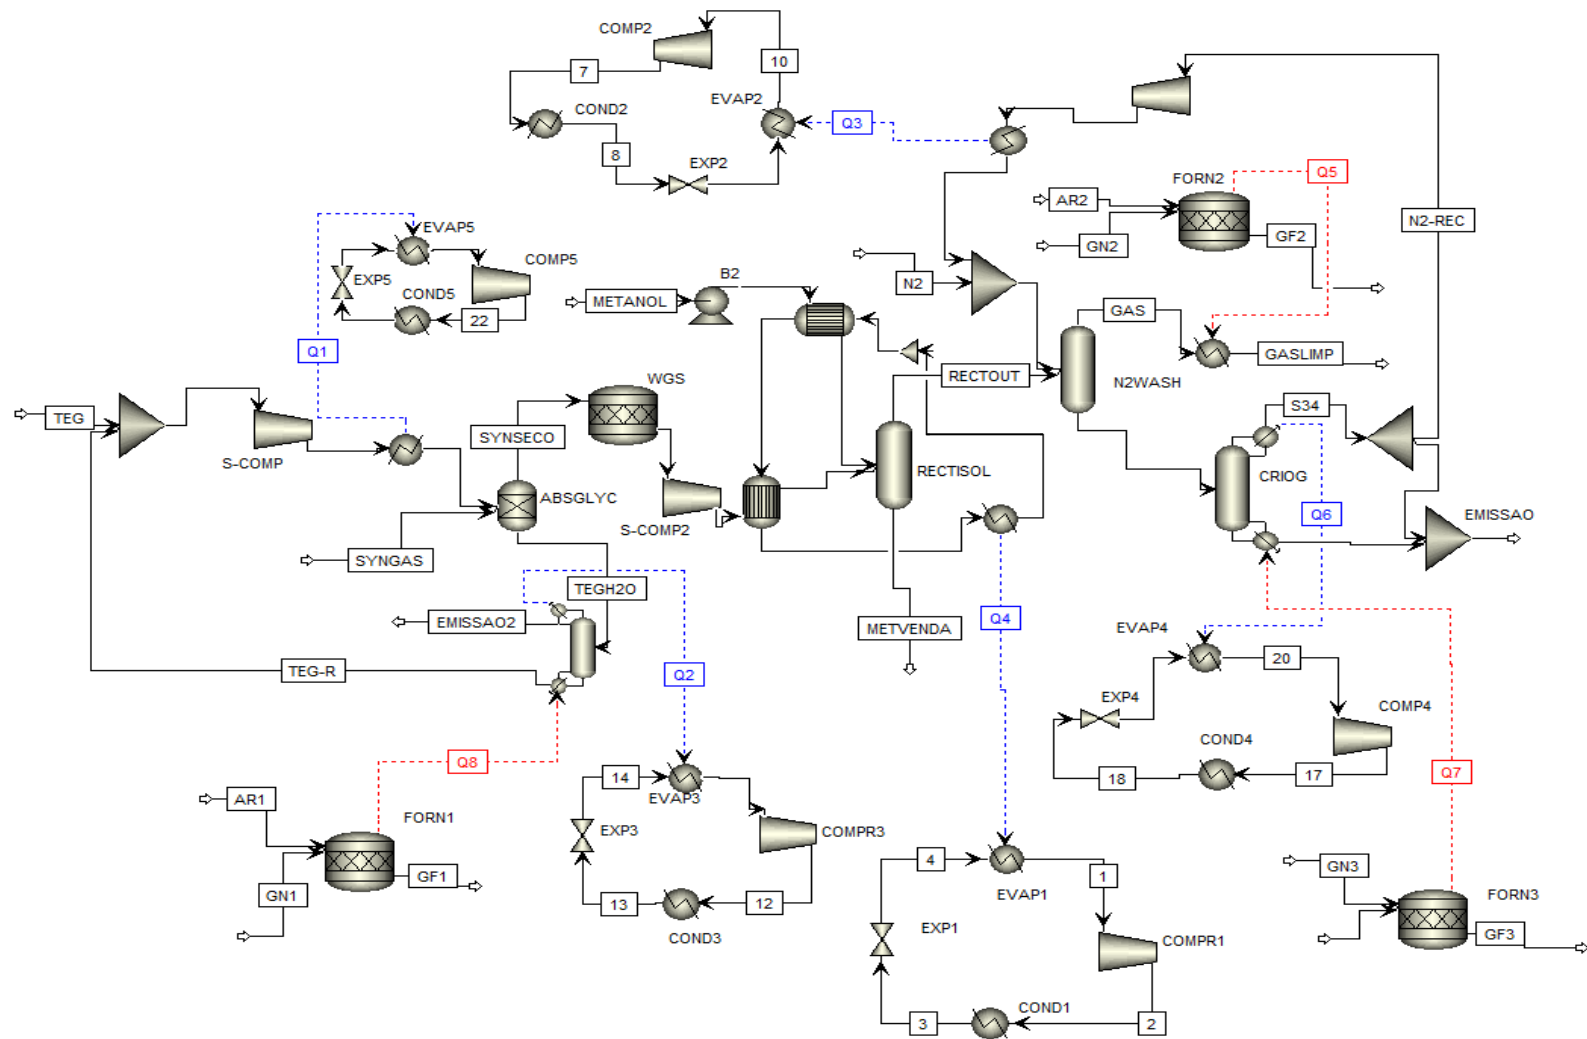 COMP2
7
10
EVAP2
COND2
Q3
8
EXP2
FORN2
Q5
AR2
GN2
GF2
N2-REC
EVAP5
COMP5
EXP5
COND5
22
Q1
B2
METANOL
N2
GAS
GASLIMP
RECTOUT
N2WASH
WGS
TEG
S-COMP
SYNSECO
S34
RECTISOL
CRIOG
ABSGLYC
S-COMP2
Q6
EMISSAO
SYNGAS
TEGH2O
EMISSAO2
METVENDA
Q4
EVAP4
20
TEG-R
Q2
EXP4
COMP4
COND4
18
17
Q8
Q7
14
EVAP3
AR1
FORN1
EXP3
COMPR3
GN1
GF1
13
12
COND3
4
EVAP1
1
EXP1
COMPR1
COND1
3
2
GN3
FORN3
GF3